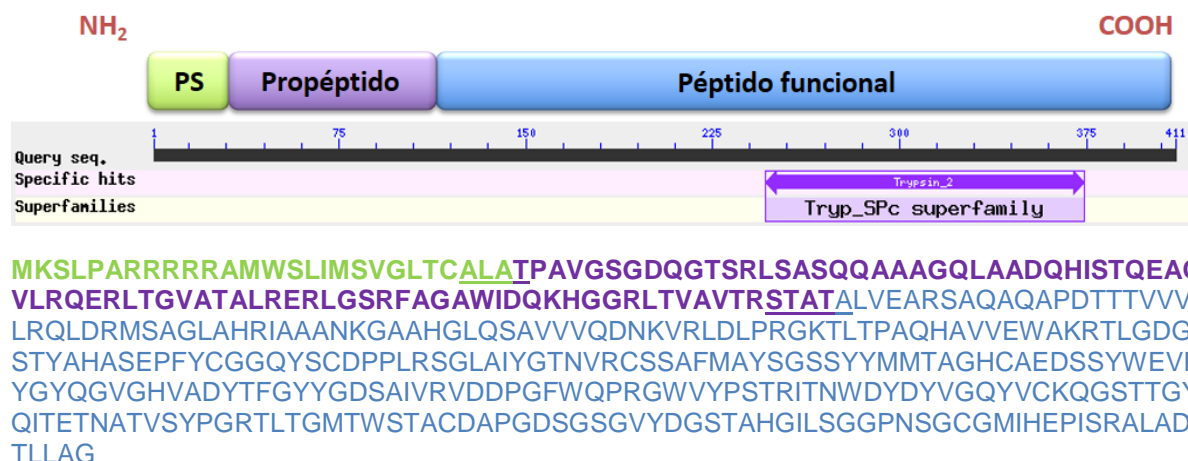 NH2
COOH
PS
Propéptido
Péptido funcional
1 75 150 225 300 375 411
Query seq.
Specific hits
Trypsin_2
Superfamilies
Tryp_SPc superfamily
MKSLPARRRRRAMWSLIMSVGLTCALATPAVGSGDQGTSRLSASQQAAAGQLAADQHISTQEA
VLRQERLTGVATALRERLGSRFAGAWIDQKHGGRLTVAVTRSTATALVEARSAQAQAPDTTTVVV
LRQLDRMSAGLAHRIAAANKGAAHGLQSAVVVQDNKVRLDLPRGKTLTPAQHAVVEWAKRTLGDG
STYAHASEPFYCGGQYSCDPPLRSGLAIYGTNVRCSSAFMAYSGSSYYMMTAGHCAEDSSYWEV
YGYQGVGHVADYTFGYYGDSAIVRVDDPGFWQPRGWVYPSTRITNWDYDYVGQYVCKQGSTTGY
QITETNATVSYPGRTLTGMTWSTACDAPGDSGSGVYDGSTAHGILSGGPNSGCGMIHEPISRALAD
TLLAG